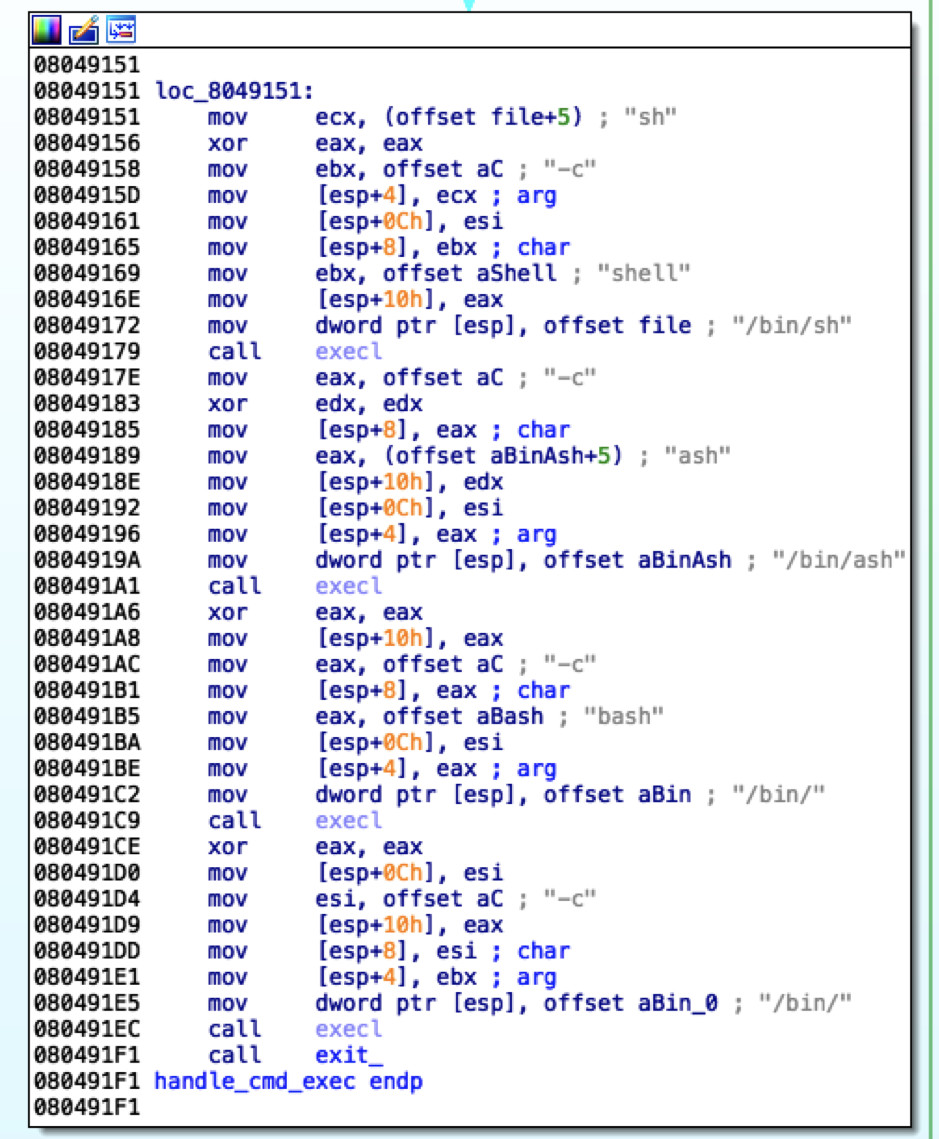 08049151
08049151 loc_8049151:
08049151 mov ecx, (offset file+5) ; "sh"
08049156 xor eax, eax
08049158 mov ebx, offset aC ; "-c"
0804915D mov [esp+4], ecx ; arg
08049161 mov [esp+0Ch], esi
08049165 mov [esp+8], ebx ; char
08049169 mov ebx, offset aShell ; "shell"
0804916E mov [esp+10h], eax
08049172 mov dword ptr [esp], offset file ; "/bin/sh"
08049179 call execl
0804917E mov eax, offset aC ; "-c"
08049183 xor edx, edx
08049185 mov [esp+8], eax ; char
08049189 mov eax, (offset aBinAsh+5) ; "ash"
0804918E mov [esp+10h], edx
08049192 mov [esp+0Ch], esi
08049196 mov [esp+4], eax ; arg
0804919A mov dword ptr [esp], offset aBinAsh ; "/bin/ash"
080491A1 call execl
080491A6 xor eax, eax
080491A8 mov [esp+10h], eax
080491AC mov eax, offset aC ; "-c"
080491B1 mov [esp+8], eax ; char
080491B5 mov eax, offset aBash ; "bash"
080491BA mov [esp+0Ch], esi
080491BE mov [esp+4], eax ; arg
080491C2 mov dword ptr [esp], offset aBin ; "/bin/"
080491C9 call execl
080491CE xor eax, eax
080491D0 mov [esp+0Ch], esi
080491D4 mov esi, offset aC ; "-c"
080491D9 mov [esp+10h], eax
080491DD mov [esp+8], esi ; char
080491E1 mov [esp+4], ebx ; arg
080491E5 mov dword ptr [esp], offset aBin_0 ; "/bin/"
080491EC call execl
080491F1 call exit_
080491F1 handle_cmd_exec endp
080491F1